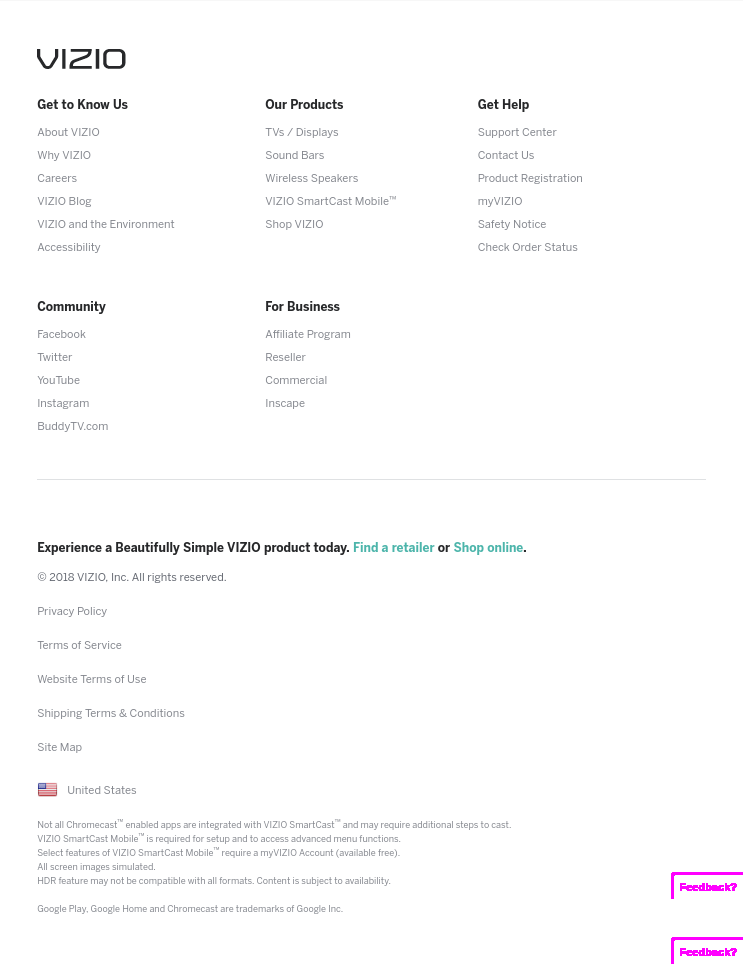 VIZIO
Get to Know Us
About VIZIO
Why VIZIO
Careers
VIZIO Blog
VIZIO and the Environment
Accessibility
Our Products
TVs / Displays
Sound Bars
Wireless Speakers
VIZIO SmartCast Mobile™
Shop VIZIO
Get Help
Support Center
Contact Us
Product Registration
myVIZIO
Safety Notice
Check Order Status
Community
Facebook
Twitter
YouTube
Instagram
BuddyTV.com
For Business
Affiliate Program
Reseller
Commercial
Inscape
Experience a Beautifully Simple VIZIO product today. Find a retailer or Shop online.
© 2018 VIZIO, Inc. All rights reserved.
Privacy Policy
Terms of Service
Website Terms of Use
Shipping Terms & Conditions
Site Map
United States
Not all Chromecast™ enabled apps are integrated with VIZIO SmartCast™ and may require additional steps to cast.
VIZIO SmartCast Mobile™ is required for setup and to access advanced menu functions.
Select features of VIZIO SmartCast Mobile™ require a myVIZIO Account (available free).
All screen images simulated.
HDR feature may not be compatible with all formats. Content is subject to availability.
Feedback?
Google Play, Google Home and Chromecast are trademarks of Google Inc.
Feedback?